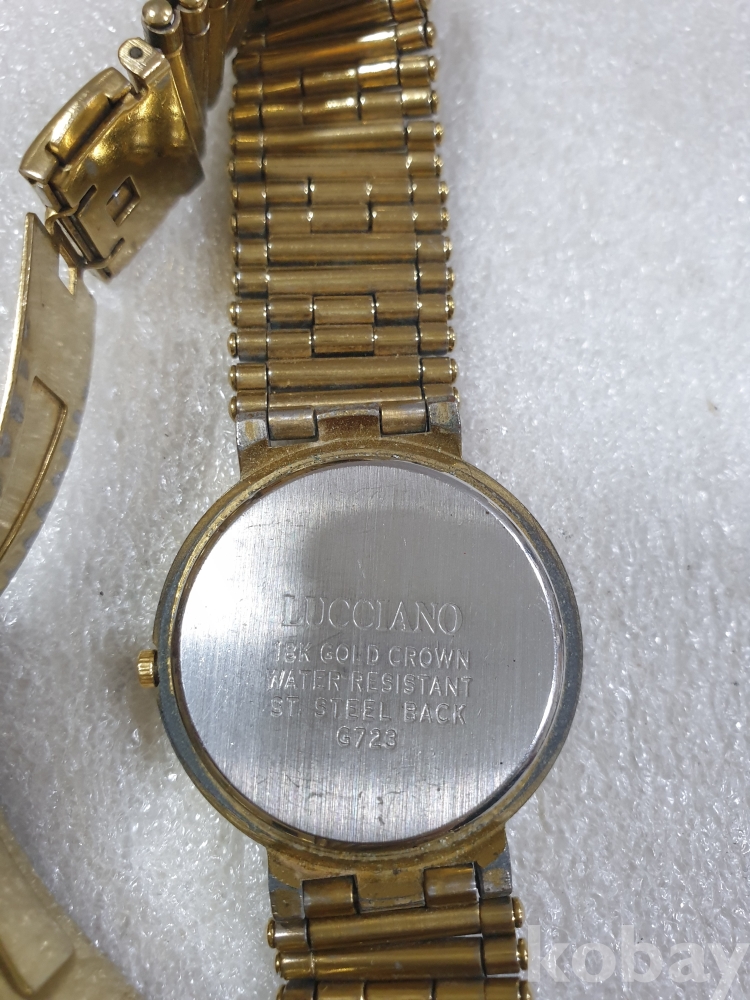 LUCCIANO
18K GOLD CROWN
WATER RESISTANT
ST. STEEL BACK
G723
kobay